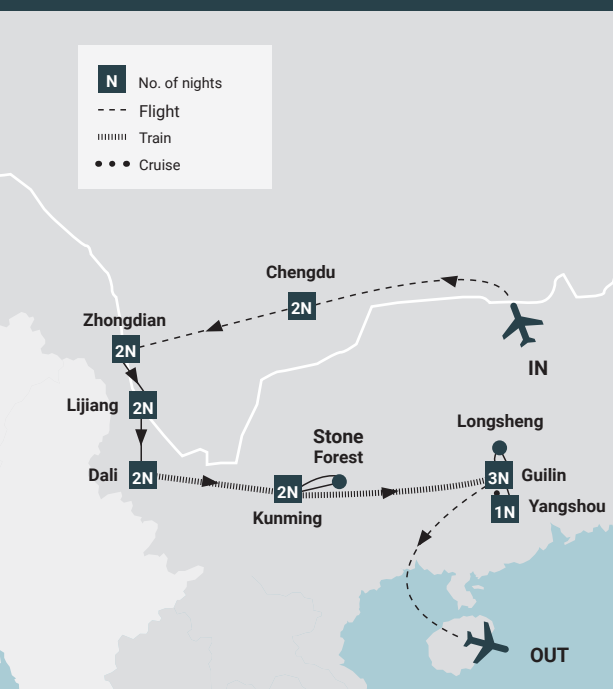 N No. of nights
Flight
Train
Cruise
Chengdu
2N
Zhongdian
2N
IN
Lijiang 2N
Longsheng
Stone
Forest
Dali 2N
3N Guilin
2N
Kunming
1N Yangshou
OUT